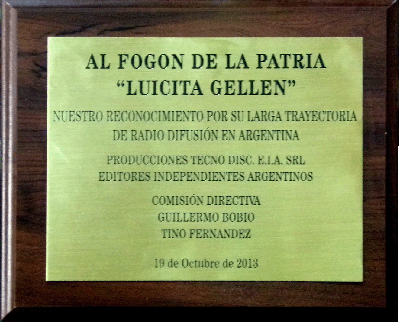 AL FOGON DE LA PATRIA
“LUICITA GELLEN”
NUESTRO RECONOCIMIENTO POR SU LARGA TRAYECTORIA
DE RADIO DIFUSIÓN EN ARGENTINA
PRODUCCIONES TECNO DISC. E.I.A. SRL
EDITORES INDEPENDIENTES ARGENTINOS
COMISIÓN DIRECTIVA
GUILLERMO BOBIO
TINO FERNANDEZ
19 de Octubre de 2013